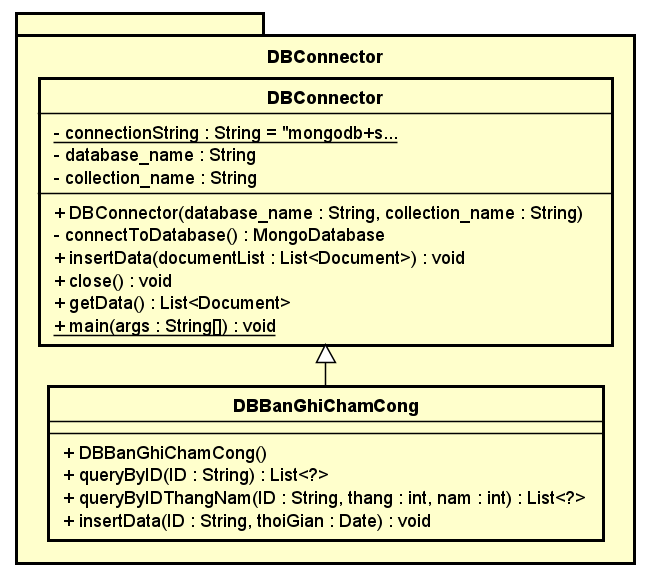 DBConnector
DBConnector
- connectionString : String = "mongodb+s...
- database_name : String
- collection_name : String
+ DBConnector(database_name : String, collection_name : String)
- connectToDatabase() : MongoDatabase
+ insertData(documentList : List<Document>) : void
+ close() : void
+ getData() : List<Document>
+ main(args : String[]) : void
DBBanGhiChamCong
+ DBBanGhiChamCong()
+ queryByID(ID : String) : List<?>
+ queryByIDThangNam(ID : String, thang : int, nam : int) : List<?>
+ insertData(ID : String, thoiGian : Date) : void